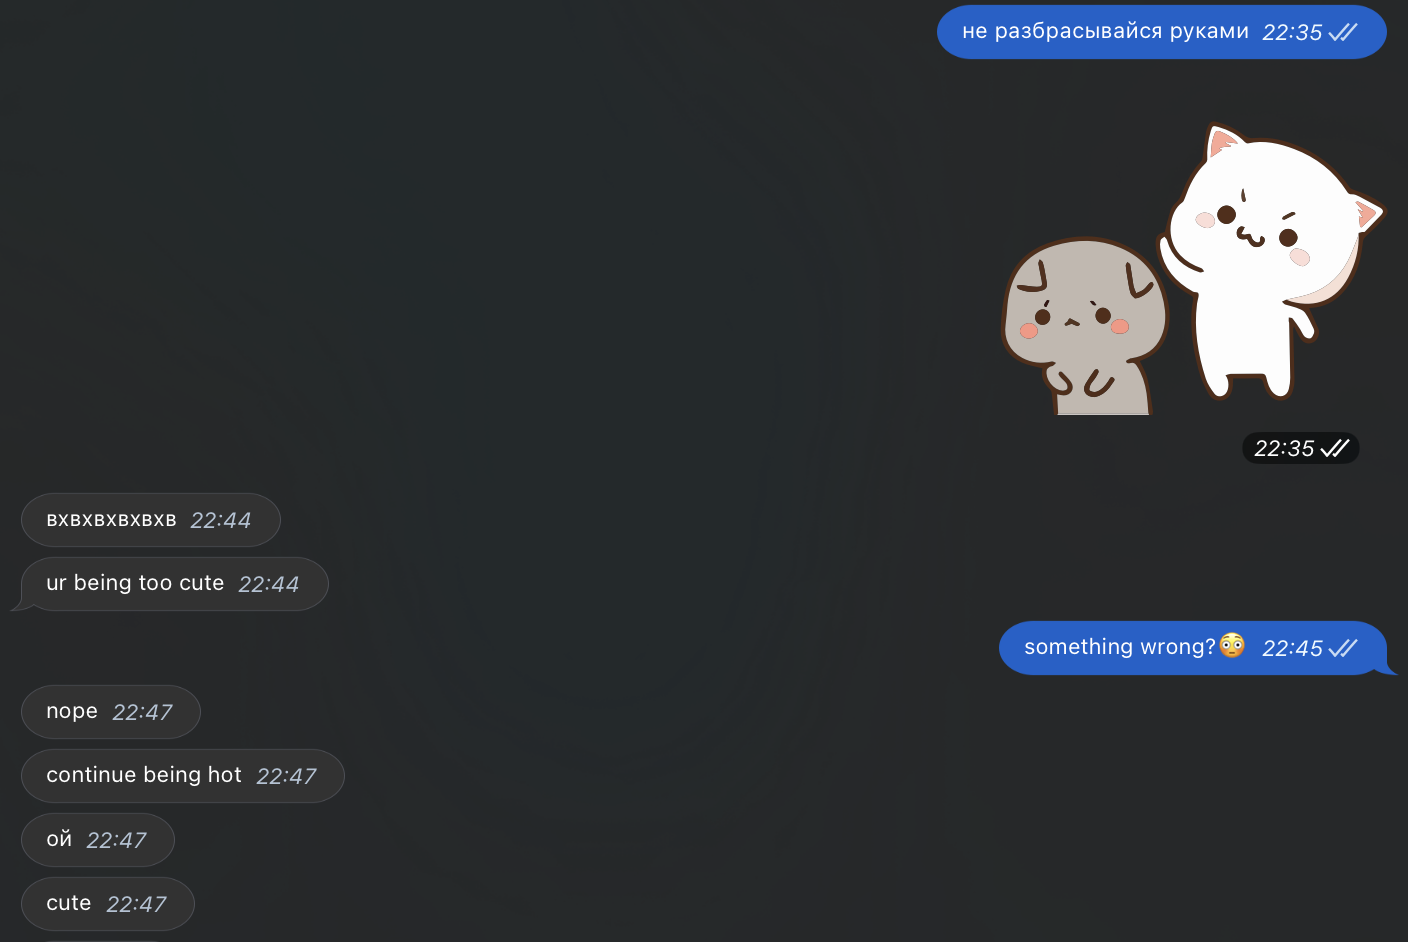 не разбрасывайся руками 22:35
22:35
вхвхвхвхвхв 22:44
ur being too cute 22:44
something wrong?😳 22:45
nope 22:47
continue being hot 22:47
ой 22:47
cute 22:47